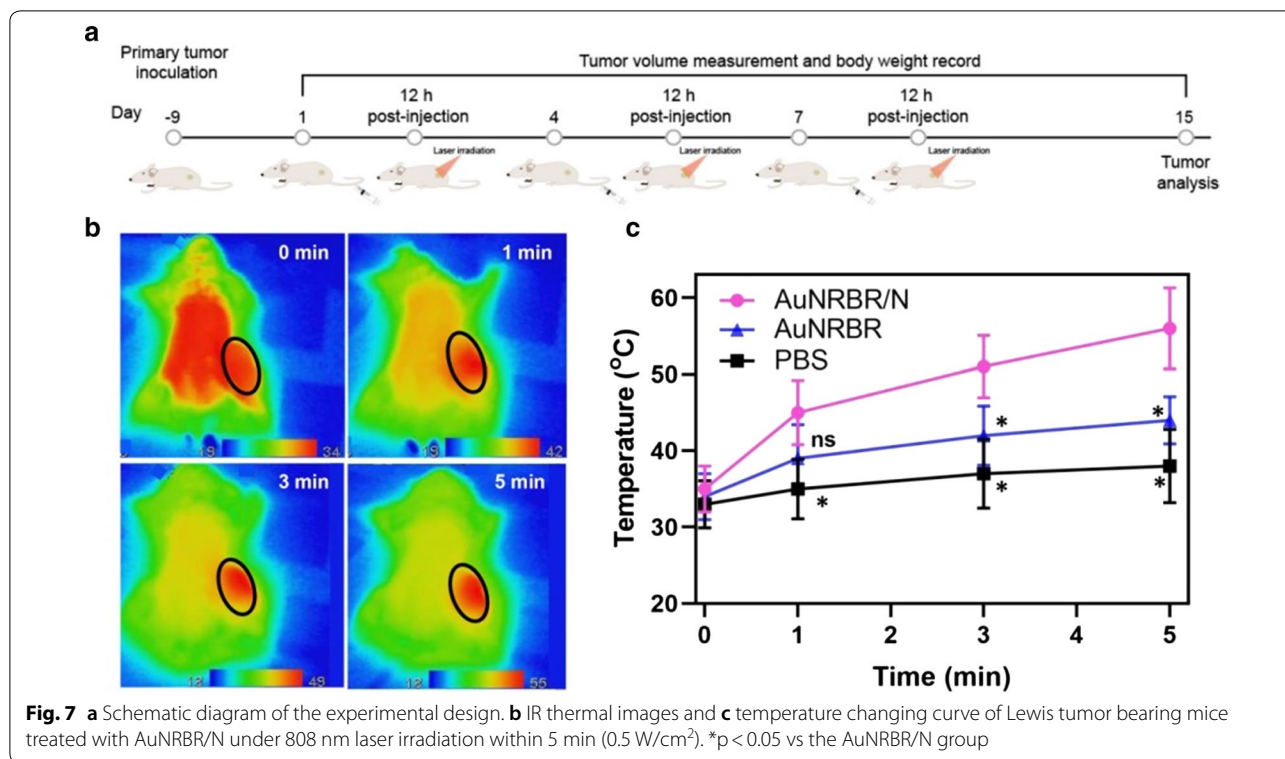 a
Primary tumor
inoculation
Tumor volume measurement and body weight record
12 h
post-injection
12 h
post-injection
12 h
post-injection
Day
-9
1
4
7
15
Laser irradiation
Laser irradiation
Laser irradiation
Tumor
analysis
b
0 min
19
34
1 min
19
42
3 min
18
49
5 min
18
55
c
AuNRBR/N
AuNRBR
PBS
Temperature (°C)
60
50
40
30
20
ns
*
*
*
*
*
0
1
2
3
4
5
Time (min)
Fig. 7 a Schematic diagram of the experimental design. b IR thermal images and c temperature changing curve of Lewis tumor bearing mice
treated with AuNRBR/N under 808 nm laser irradiation within 5 min (0.5 W/cm²). *p < 0.05 vs the AuNRBR/N group